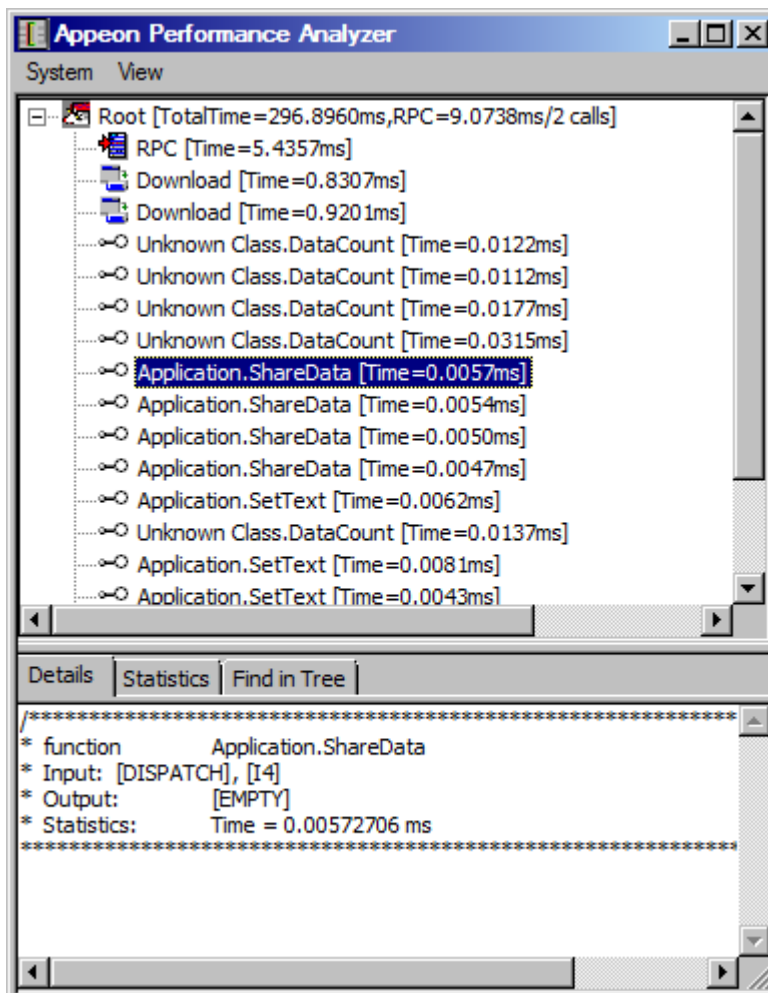 Appeon Performance Analyzer
System View
Root [TotalTime=296.8960ms,RPC=9.0738ms/2 calls]
RPC [Time=5.4357ms]
Download [Time=0.8307ms]
Download [Time=0.9201ms]
Unknown Class.DataCount [Time=0.0122ms]
Unknown Class.DataCount [Time=0.0112ms]
Unknown Class.DataCount [Time=0.0177ms]
Unknown Class.DataCount [Time=0.0315ms]
Application.ShareData [Time=0.0057ms]
Application.ShareData [Time=0.0054ms]
Application.ShareData [Time=0.0050ms]
Application.ShareData [Time=0.0047ms]
Application.SetText [Time=0.0062ms]
Unknown Class.DataCount [Time=0.0137ms]
Application.SetText [Time=0.0081ms]
Application.SetText [Time=0.0043ms]
Details Statistics Find in Tree
/************************************************************
* function Application.ShareData
* Input: [DISPATCH], [I4]
* Output: [EMPTY]
* Statistics: Time = 0.00572706 ms
*************************************************************